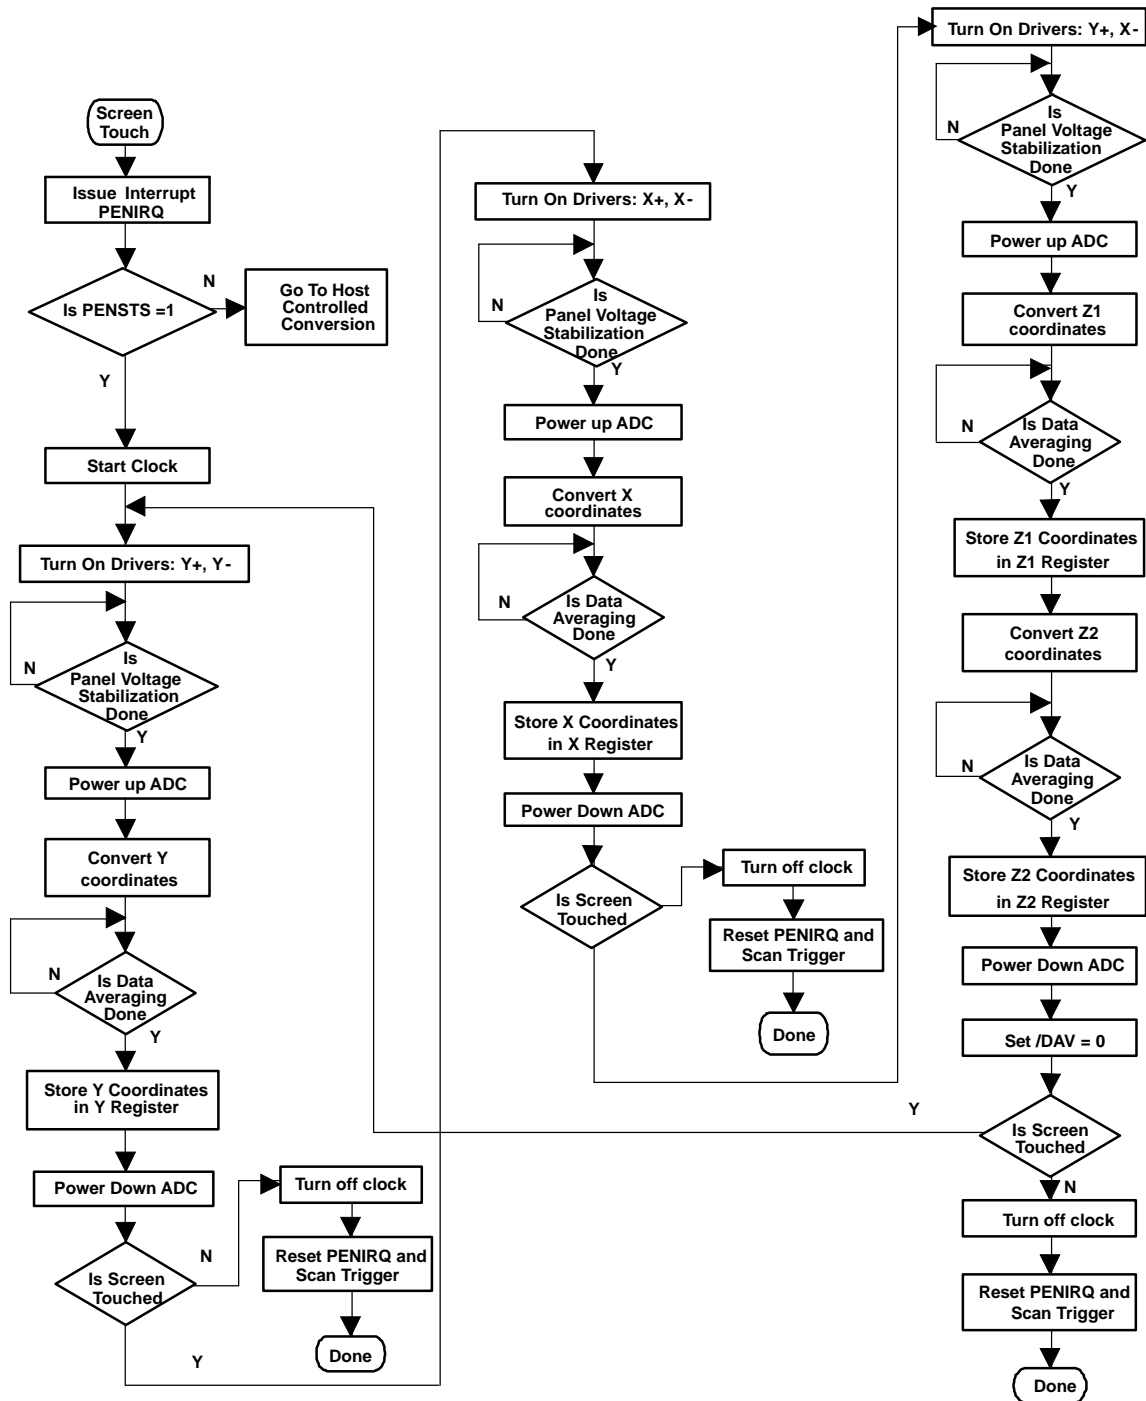 Screen
Touch
Issue Interrupt
PENIRQ
Is PENSTS =1
N
Go To Host
Controlled
Conversion
Y
Start Clock
Turn On Drivers: Y+, Y-
Is
Panel Voltage
Stabilization
Done
N
Y
Power up ADC
Convert Y
coordinates
Is Data
Averaging
Done
N
Y
Store Y Coordinates
in Y Register
Power Down ADC
Is Screen
Touched
N
Turn off clock
Reset PENIRQ and
Scan Trigger
Done
Y
Turn On Drivers: X+, X-
Is
Panel Voltage
Stabilization
Done
N
Y
Power up ADC
Convert X
coordinates
Is Data
Averaging
Done
N
Y
Store X Coordinates
in X Register
Power Down ADC
Is Screen
Touched
Turn off clock
Reset PENIRQ and
Scan Trigger
Done
Turn On Drivers: Y+, X-
Is
Panel Voltage
Stabilization
Done
N
Y
Power up ADC
Convert Z1
coordinates
Is Data
Averaging
Done
N
Y
Store Z1 Coordinates
in Z1 Register
Convert Z2
coordinates
Is Data
Averaging
Done
N
Y
Store Z2 Coordinates
in Z2 Register
Power Down ADC
Set /DAV = 0
Is Screen
Touched
Y
N
Turn off clock
Reset PENIRQ and
Scan Trigger
Done